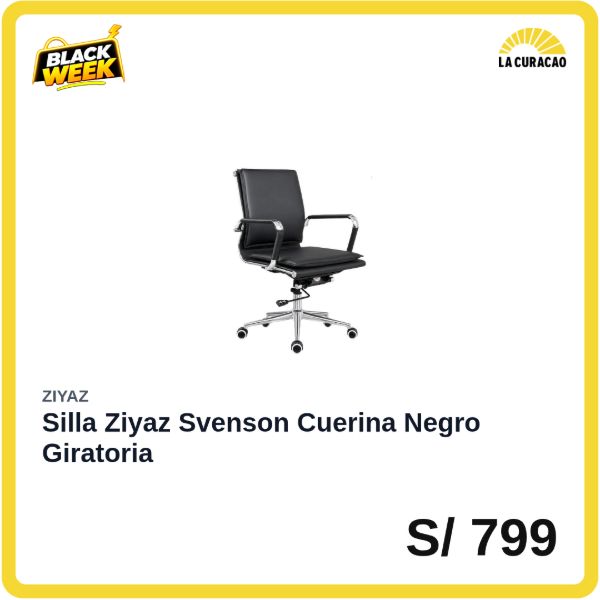 BLACK
WEEK
LA CURACAO
ZIYAZ
Silla Ziyaz Svenson Cuerina Negro
Giratoria
S/ 799